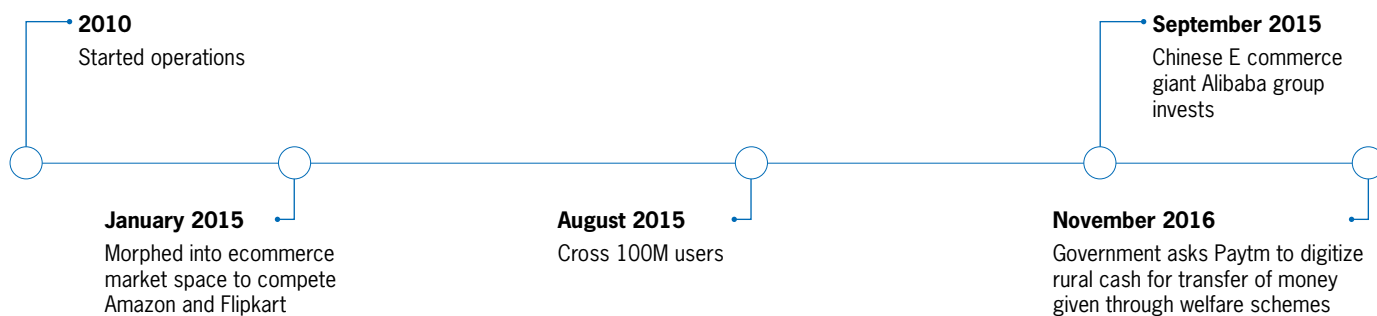 2010
Started operations
January 2015
Morphed into ecommerce
market space to compete
Amazon and Flipkart
August 2015
Cross 100M users
September 2015
Chinese E commerce
giant Alibaba group
invests
November 2016
Government asks Paytm to digitize
rural cash for transfer of money
given through welfare schemes